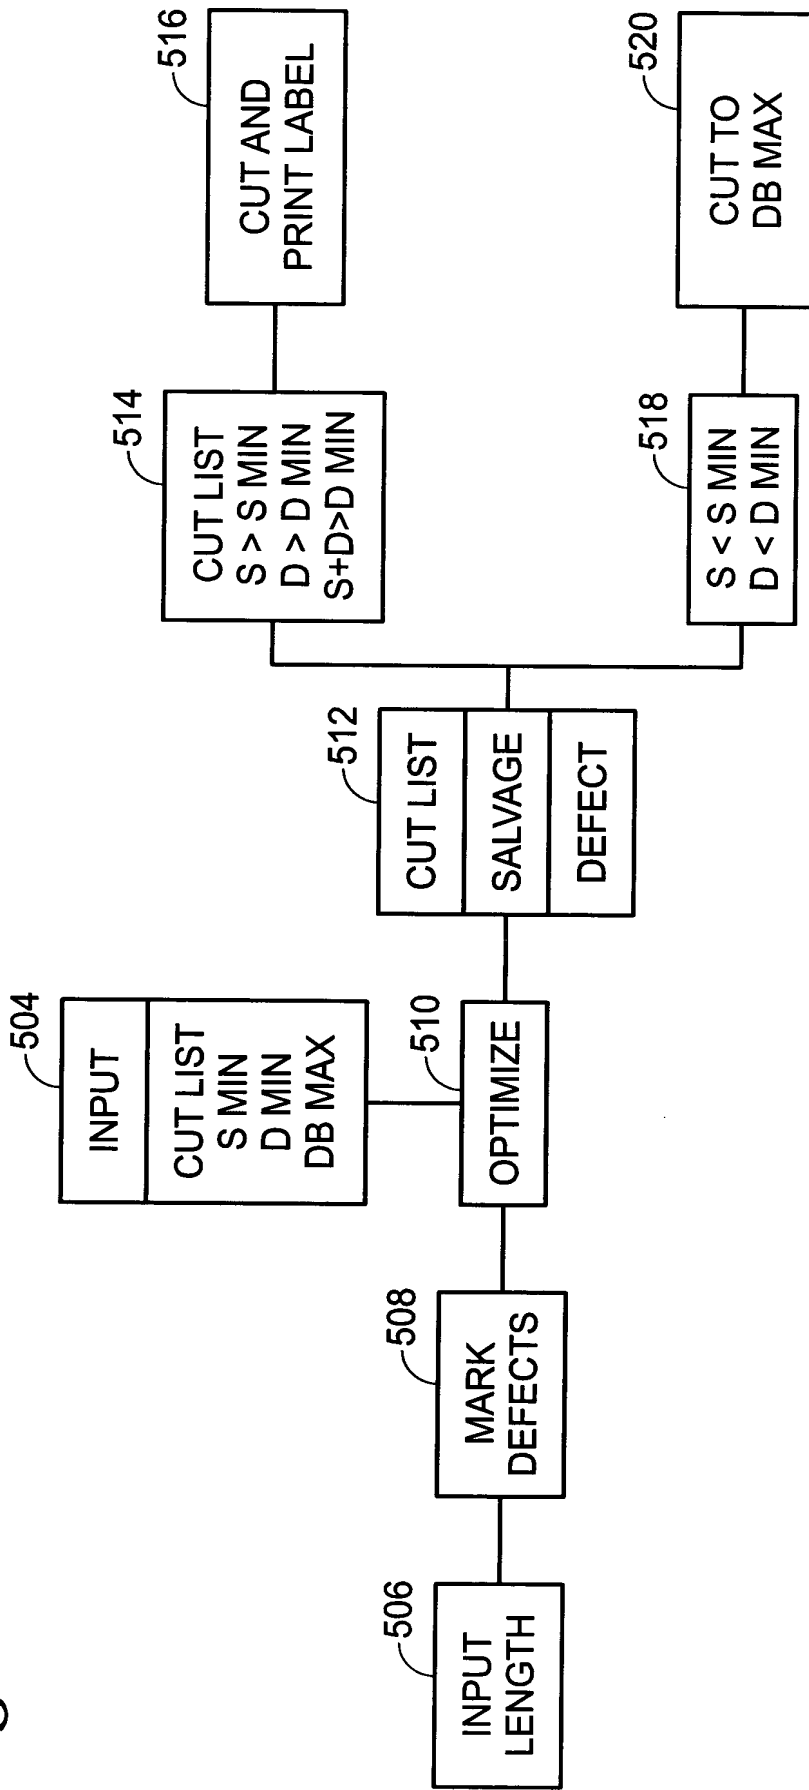 504
INPUT
CUT LIST
S MIN
D MIN
DB MAX
506
INPUT
LENGTH
508
MARK
DEFECTS
510
OPTIMIZE
512
CUT LIST
SALVAGE
DEFECT
514
CUT LIST
S > S MIN
D > D MIN
S+D>D MIN
516
CUT AND
PRINT LABEL
518
S < S MIN
D < D MIN
520
CUT TO
DB MAX